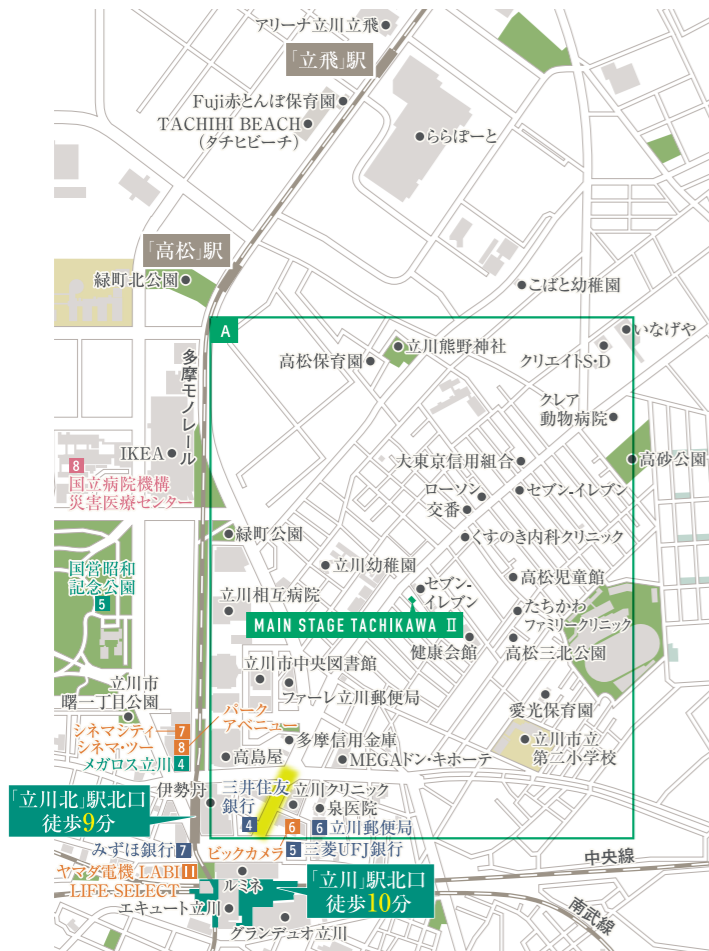 アリーナ立川立飛
「立飛」駅
Fuji赤とんぼ保育園
TACHIHI BEACH
(タチヒビーチ)
ららぽーと
「高松」駅
緑町北公園
こばと幼稚園
A
いなげや
立川熊野神社
高松保育園
クリエイトS・D
多摩モノレール
クレア
動物病院
IKEA
大東京信用組合
高砂公園
8
国立病院機構
災害医療センター
ローソン
セブン-イレブン
交番
緑町公園
くすのき内科クリニック
国営昭和
記念公園
5
立川幼稚園
高松児童館
セブン-
イレブン
立川相互病院
たちかわ
ファミリークリニック
MAIN STAGE TACHIKAWA Ⅱ
健康会館
高松三北公園
立川市中央図書館
立川市
曙一丁目公園
ファーレ立川郵便局
愛光保育園
パーク
アベニュー
シネマシティ 7
シネマ・ツー 8
メガロス立川 4
多摩信用金庫
立川市立
第二小学校
高島屋
MEGAドン・キホーテ
伊勢丹
三井住友
銀行
4
立川クリニック
泉医院
「立川北」駅北口
徒歩9分
6
6 立川郵便局
みずほ銀行 7
ビックカメラ
5 三菱UFJ銀行
中央線
ヤマダ電機 LABI 11
LIFE SELECT
ルミネ
「立川」駅北口
徒歩10分
エキュート立川
南武線
グランデュオ立川